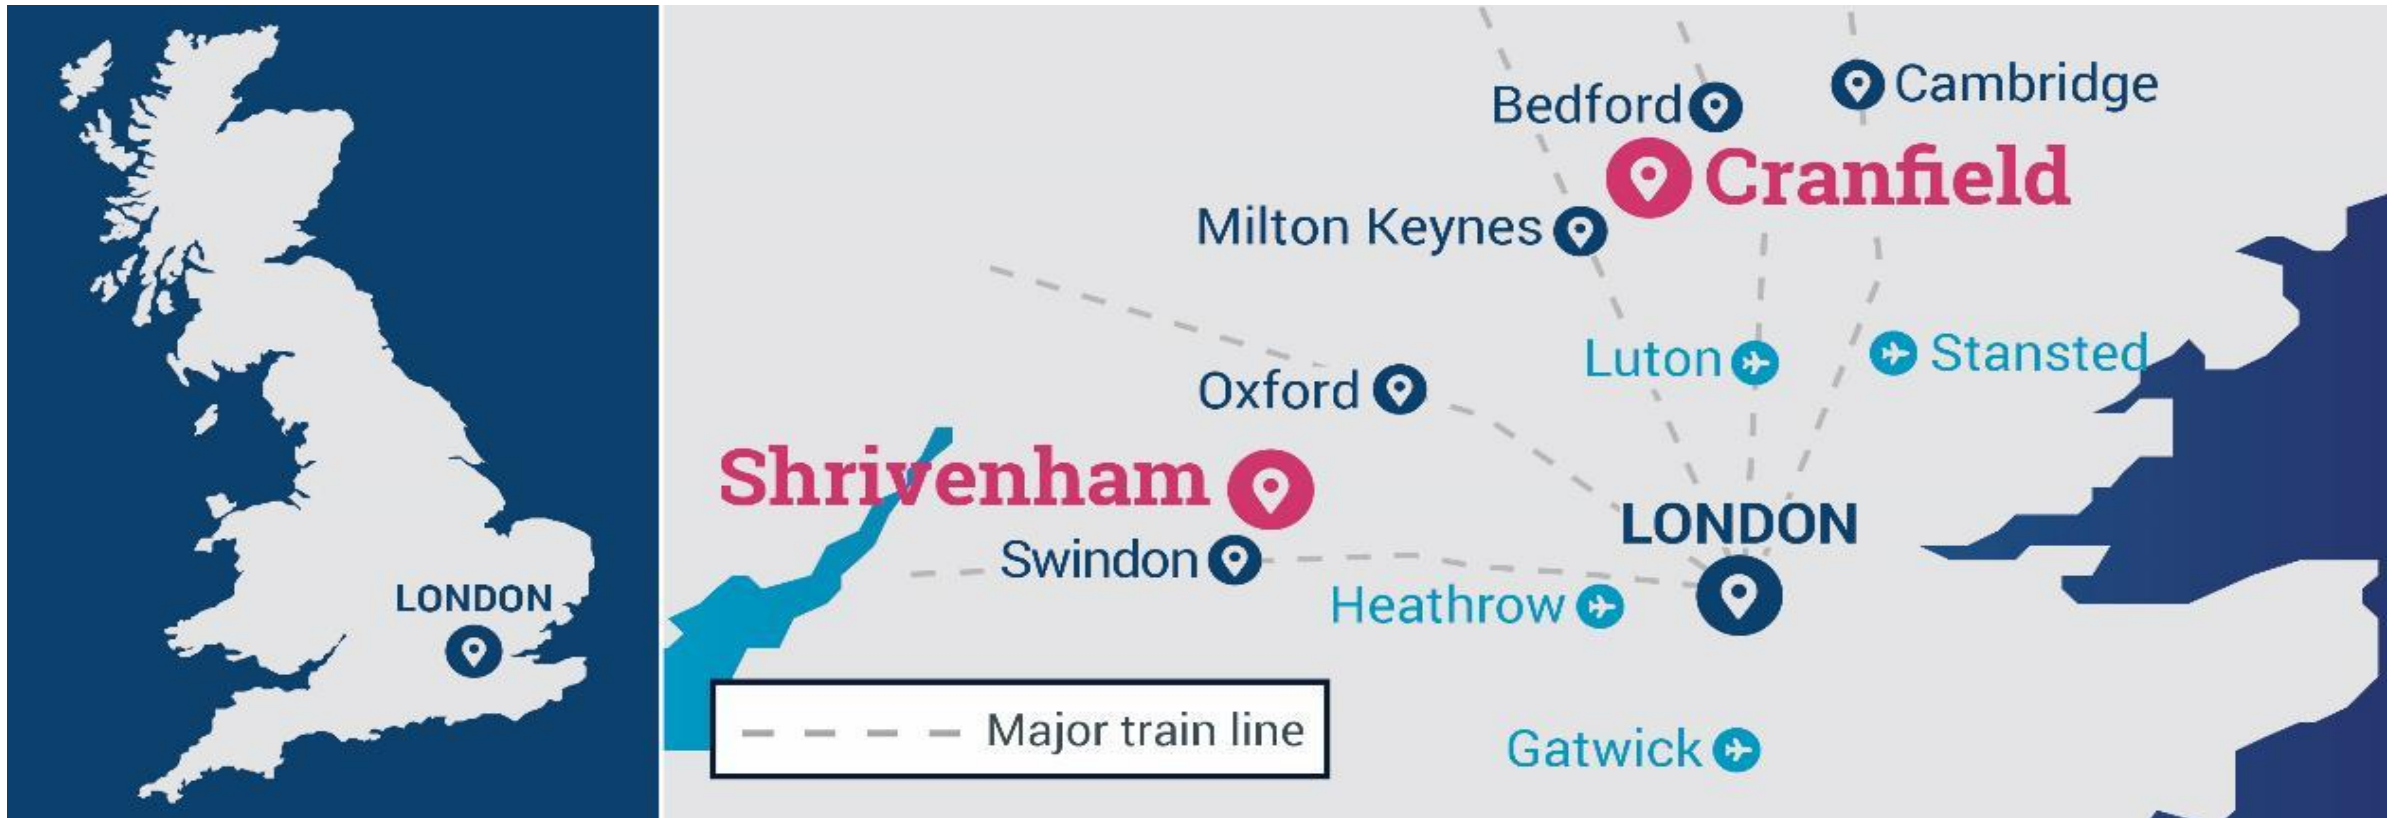 LONDON
Bedford
Cambridge
Cranfield
Milton Keynes
Luton
Stansted
Oxford
Shrivenham
LONDON
Swindon
Heathrow
Major train line
Gatwick